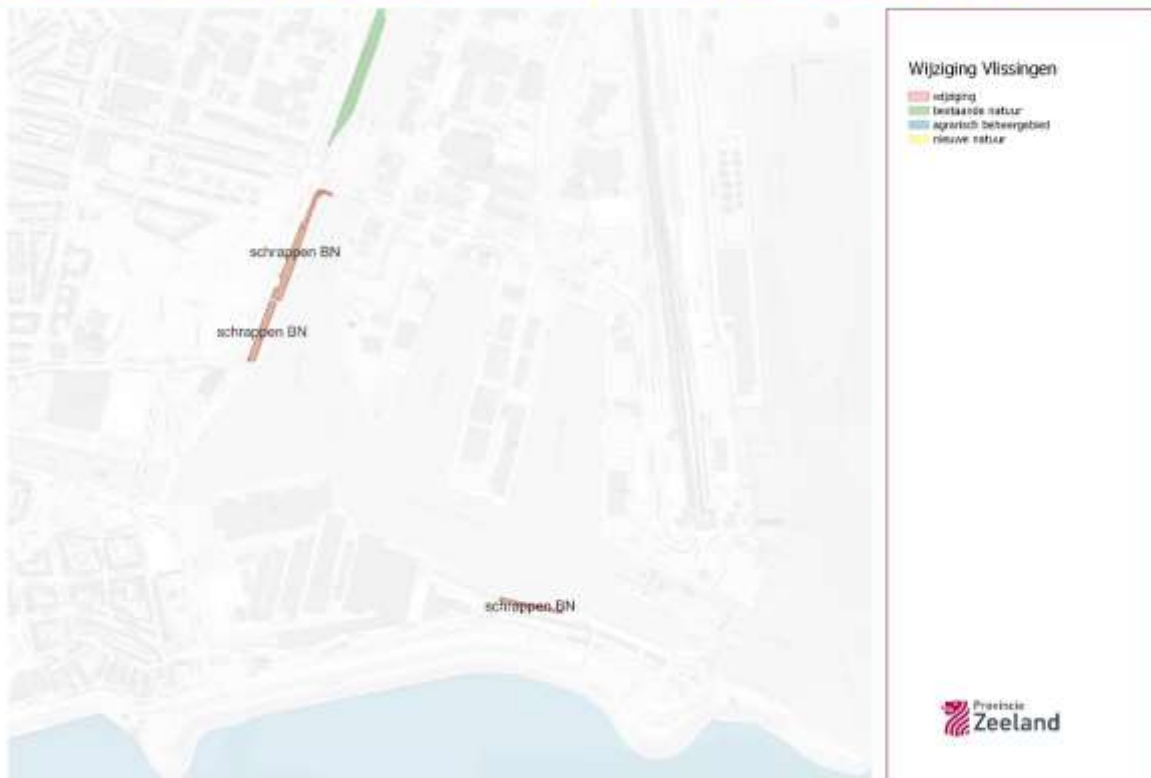 Wijziging Vlissingen
wijziging
bestaande natuur
agrarisch beheergebied
nieuwe natuur
schrappen BN
schrappen BN
schrappen BN
Provincie
Zeeland